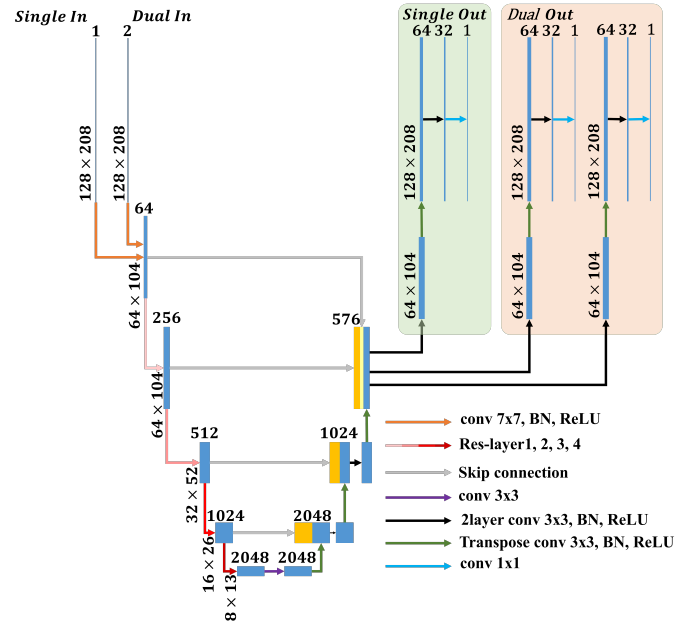 Single In
Dual In
1
2
128 × 208
128 × 208
64
64 × 104
256
64 × 104
512
32 × 52
1024
16 × 26
8 × 13
2048
2048
2048
1024
576
Single Out
64 32 1
128 × 208
64 × 104
Dual Out
64 32 1
64 32 1
128 × 208
128 × 208
64 × 104
64 × 104
conv 7x7, BN, ReLU
Res-layer1, 2, 3, 4
Skip connection
conv 3x3
2layer conv 3x3, BN, ReLU
Transpose conv 3x3, BN, ReLU
conv 1x1